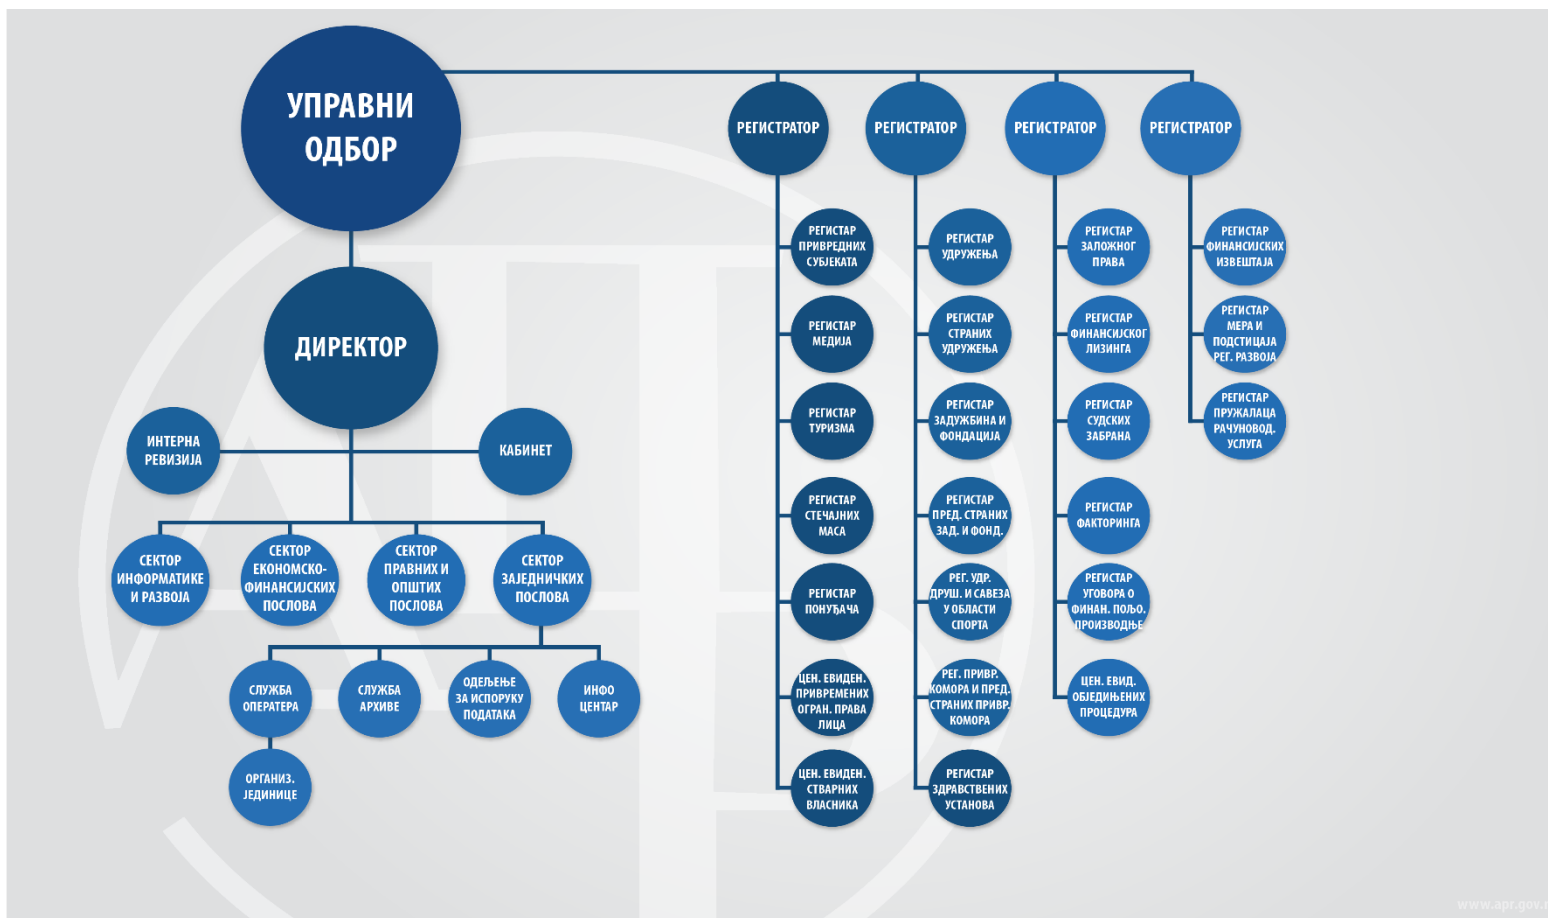 УПРАВНИ
ОДБОР
ДИРЕКТОР
ИНТЕРНА
РЕВИЗИЈА
КАБИНЕТ
СЕКТОР
ИНФОРМАТИКЕ
И РАЗВОЈА
СЕКТОР
ЕКОНОМСКО-
ФИНАНСИЈСКИХ
ПОСЛОВА
СЕКТОР
ПРАВНИХ И
ОПШТИХ
ПОСЛОВА
СЕКТОР
ЗАЈЕДНИЧКИХ
ПОСЛОВА
СЛУЖБА
ОПЕРАТЕРА
СЛУЖБА
АРХИВЕ
ОДЕЉЕЊЕ
ЗА ИСПОРУКУ
ПОДАТАКА
ИНФО
ЦЕНТАР
ОРГАНИЗ.
ЈЕДИНИЦЕ
РЕГИСТРАТОР
РЕГИСТАР
ПРИВРЕДНИХ
СУБЈЕКАТА
РЕГИСТАР
МЕДИЈА
РЕГИСТАР
ТУРИЗМА
РЕГИСТАР
СТЕЧАЈНИХ
МАСА
РЕГИСТАР
ПОНУЂАЧА
ЦЕН. ЕВИДЕН.
ПРИВРЕМЕНИХ
ОГРАН. ПРАВА
ЛИЦА
ЦЕН. ЕВИДЕН.
СТВАРНИХ
ВЛАСНИКА
РЕГИСТРАТОР
РЕГИСТАР
УДРУЖЕЊА
РЕГИСТАР
СТРАНИХ
УДРУЖЕЊА
РЕГИСТАР
ЗАДУЖБИНА И
ФОНДАЦИЈА
РЕГИСТАР
ПРЕД. СТРАНИХ
ЗАД. И ФОНД.
РЕГ. УДР.
ДРУШ. И САВЕЗА
У ОБЛАСТИ
СПОРТА
РЕГ. ПРИВР.
КОМОРА И ПРЕД.
СТРАНИХ ПРИВР.
КОМОРА
РЕГИСТАР
ЗДРАВСТВЕНИХ
УСТАНОВА
РЕГИСТРАТОР
РЕГИСТАР
ЗАЛОЖНОГ
ПРАВА
РЕГИСТАР
ФИНАНСИЈСКОГ
ЛИЗИНГА
РЕГИСТАР
СУДСКИХ
ЗАБРАНА
РЕГИСТАР
ФАКТОРИНГА
РЕГИСТАР
УГОВОРА О
ФИНАН. ПОЉО.
ПРОИЗВОДЊЕ
ЦЕН. ЕВИД.
ОБЈЕДИЊЕНИХ
ПРОЦЕДУРА
РЕГИСТРАТОР
РЕГИСТАР
ФИНАНСИЈСКИХ
ИЗВЕШТАЈА
РЕГИСТАР
МЕРА И
ПОДСТИЦАЈА
РЕГ. РАЗВОЈА
РЕГИСТАР
ПРУЖАЛАЦА
РАЧУНОВОД.
УСЛУГА
www.apr.gov.r